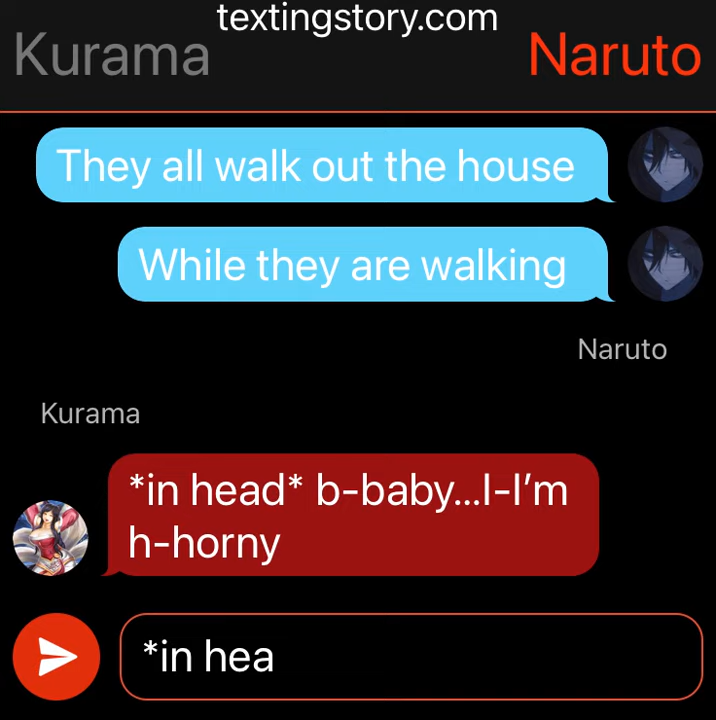 textingstory.com
Kurama
Naruto
They all walk out the house
While they are walking
Naruto
Kurama
*in head* b-baby...I-I’m
h-horny
*in hea